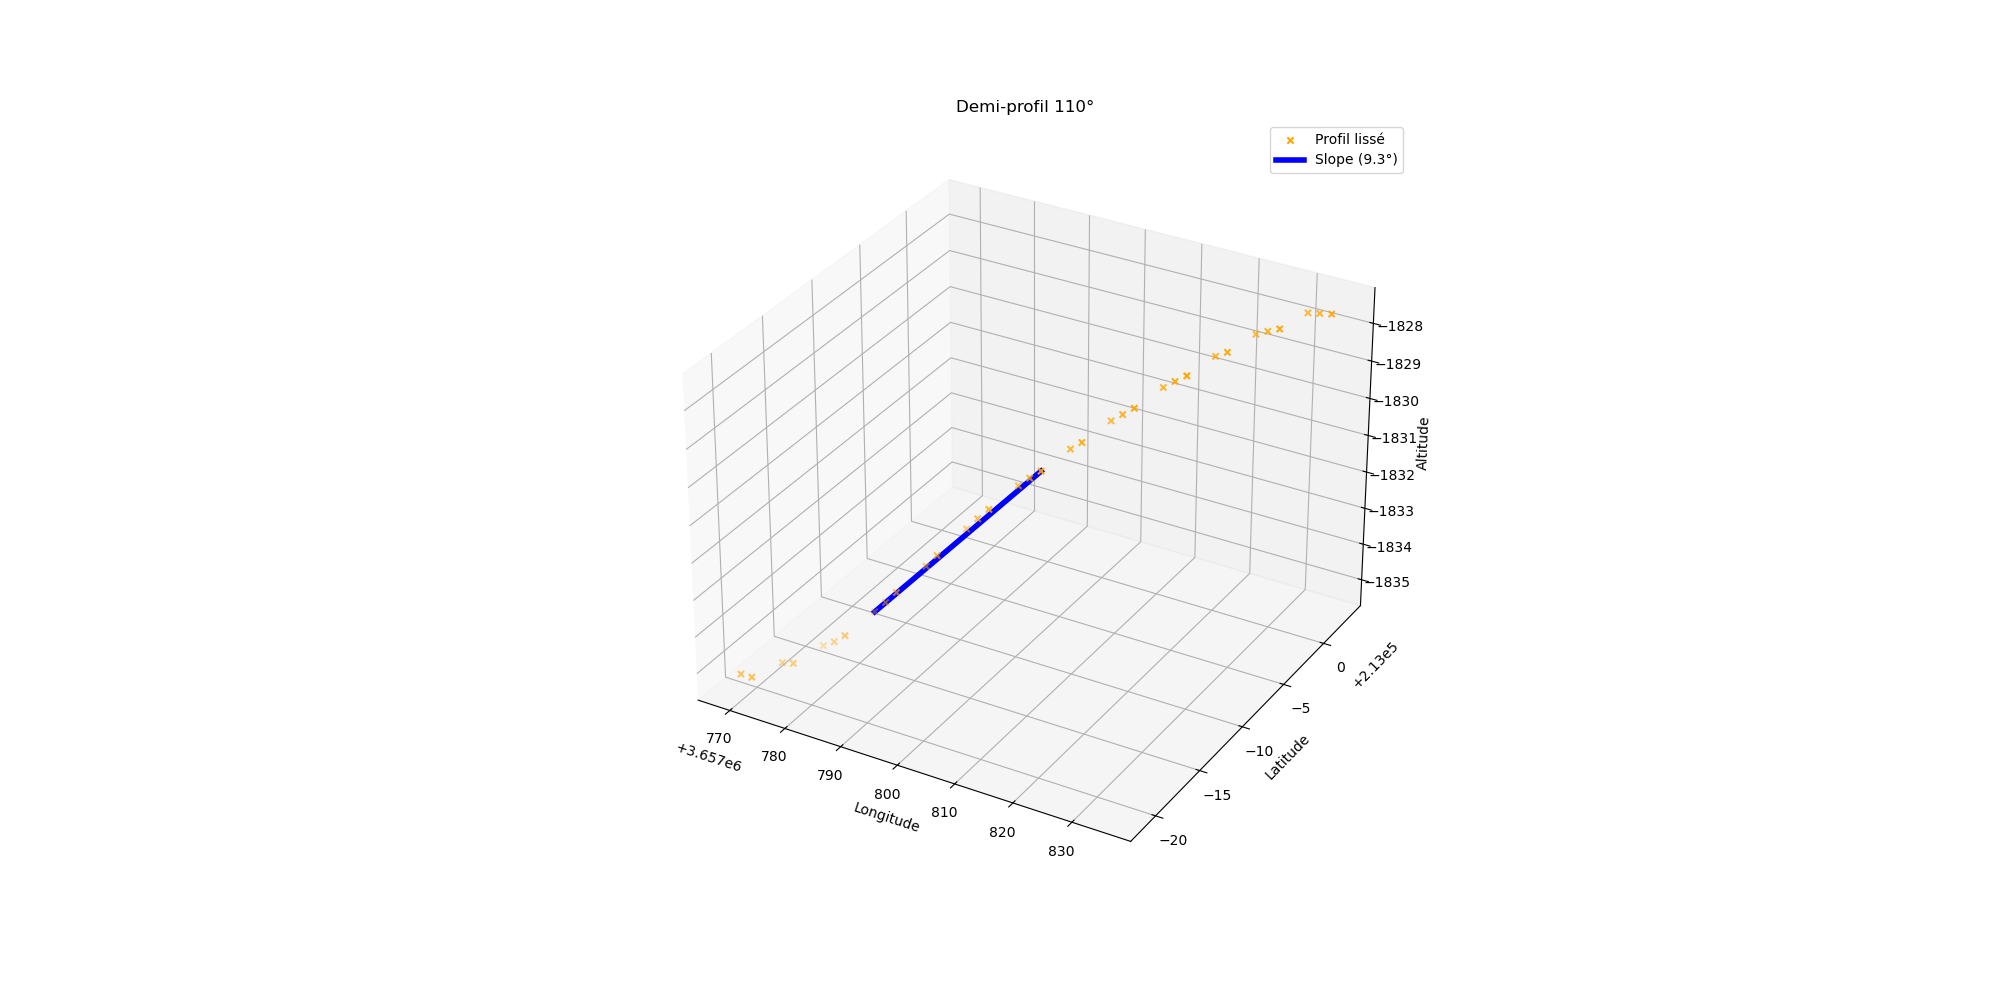 Demi-profil 110°
Profil lissé
Slope (9.3°)
−1828
−1829
−1830
−1831
−1832
−1833
−1834
−1835
Altitude
0
−5
−10
−15
−20
+2.13e5
Latitude
770
780
790
800
810
820
830
+3.657e6
Longitude